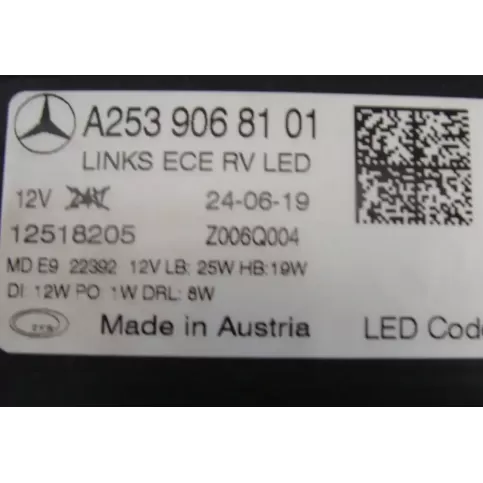 A253 906 81 01
LINKS ECE RV LED
12V 24V 24-06-19
12518205 Z006Q004
MD E9 22392 12V LB: 25W HB: 19W
DI: 12W PO: 1W DRL: 8W
Made in Austria LED Code